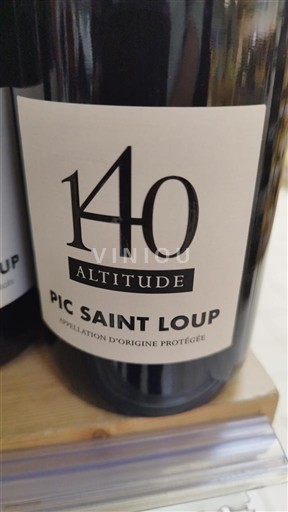 140
VINIOU
ALTITUDE
PIC SAINT LOUP
APPELLATION D'ORIGINE PROTÉGÉE
UP